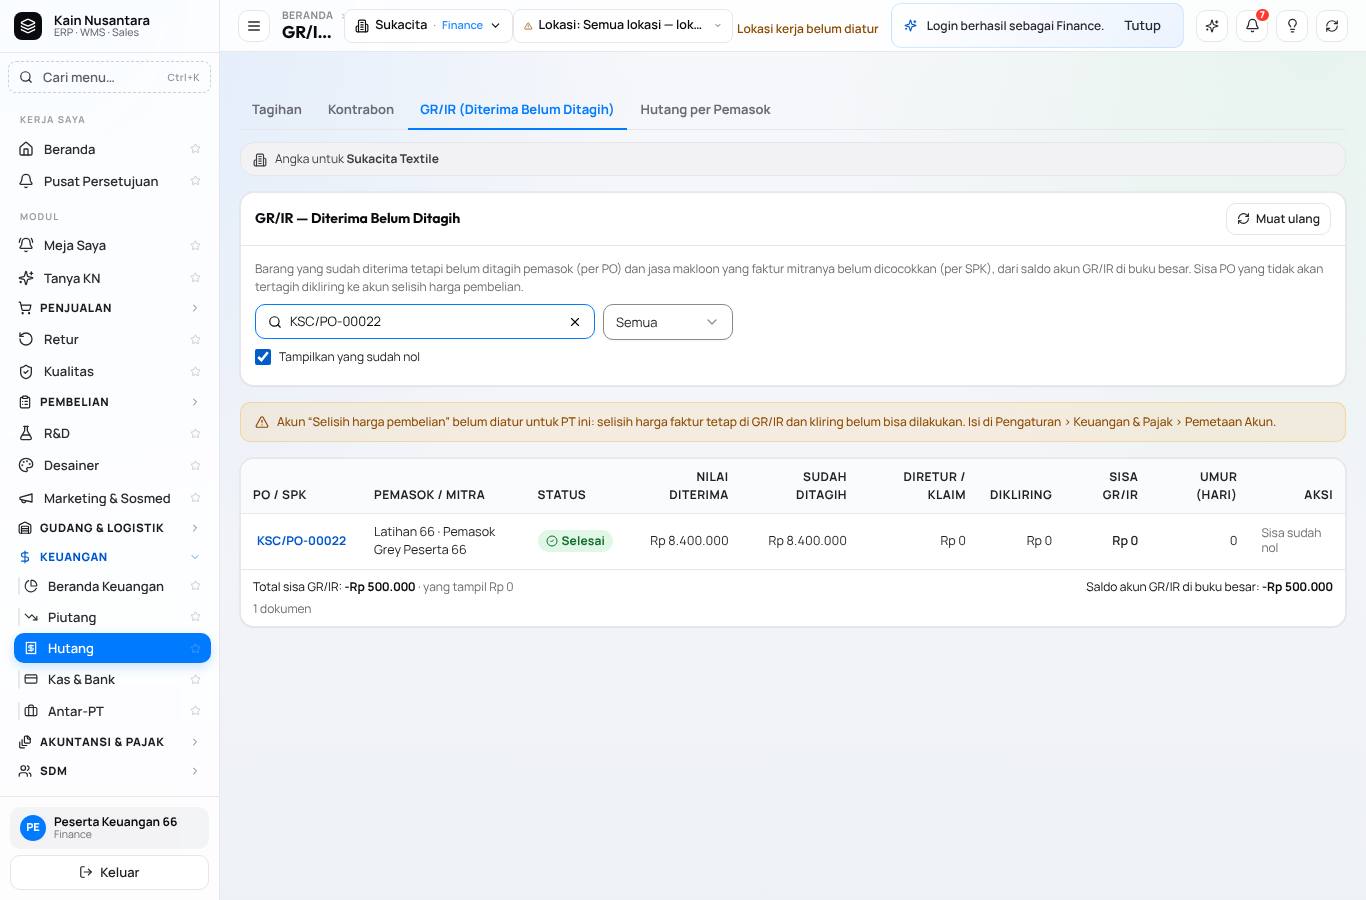 Kain Nusantara
ERP · WMS · Sales
Cari menu...
Ctrl+K
KERJA SAYA
Beranda
Pusat Persetujuan
MODUL
Meja Saya
Tanya KN
PENJUALAN
Retur
Kualitas
PEMBELIAN
R&D
Desainer
Marketing & Sosmed
GUDANG & LOGISTIK
KEUANGAN
Beranda Keuangan
Piutang
Hutang
Kas & Bank
Antar-PT
AKUNTANSI & PAJAK
SDM
PE
Peserta Keuangan 66
Finance
Keluar
BERANDA
GR/I...
Sukacita · Finance
Lokasi: Semua lokasi — lok...
Lokasi kerja belum diatur
Login berhasil sebagai Finance.
Tutup
7
Tagihan
Kontrabon
GR/IR (Diterima Belum Ditagih)
Hutang per Pemasok
Angka untuk Sukacita Textile
GR/IR — Diterima Belum Ditagih
Muat ulang
Barang yang sudah diterima tetapi belum ditagih pemasok (per PO) dan jasa makloon yang faktur mitranya belum dicocokkan (per SPK), dari saldo akun GR/IR di buku besar. Sisa PO yang tidak akan
tertagih dikliring ke akun selisih harga pembelian.
KSC/PO-00022
Semua
Tampilkan yang sudah nol
Akun “Selisih harga pembelian” belum diatur untuk PT ini: selisih harga faktur tetap di GR/IR dan kliring belum bisa dilakukan. Isi di Pengaturan › Keuangan & Pajak › Pemetaan Akun.
PO / SPK
PEMASOK / MITRA
STATUS
NILAI
DITERIMA
SUDAH
DITAGIH
DIRETUR /
KLAIM
DIKLIRING
SISA
GR/IR
UMUR
(HARI)
AKSI
KSC/PO-00022
Latihan 66 · Pemasok
Grey Peserta 66
Selesai
Rp 8.400.000
Rp 8.400.000
Rp 0
Rp 0
Rp 0
0
Sisa sudah
nol
Total sisa GR/IR: -Rp 500.000 · yang tampil Rp 0
Saldo akun GR/IR di buku besar: -Rp 500.000
1 dokumen